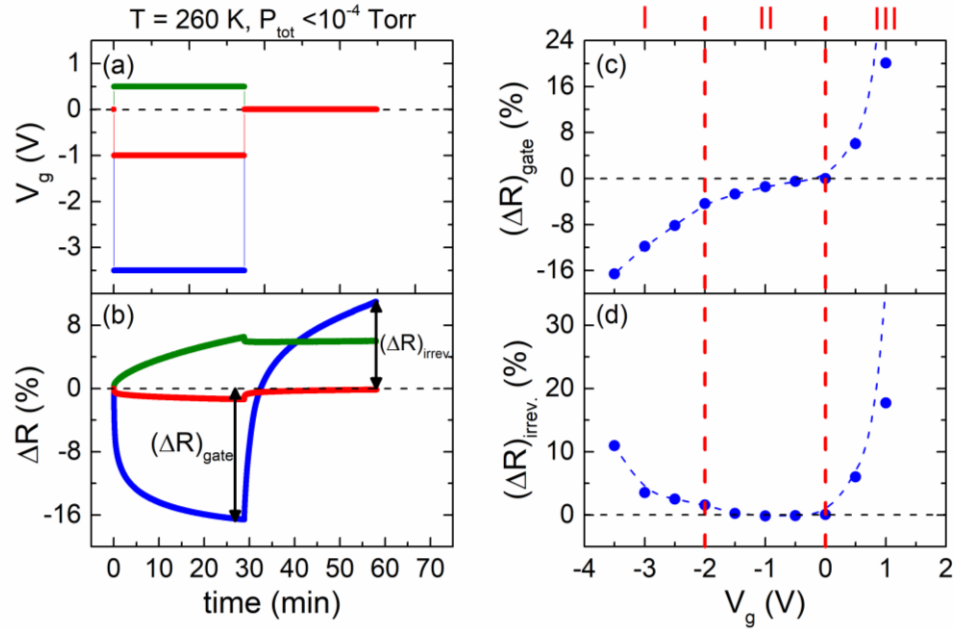 T = 260 K, P_tot <10^-4 Torr
(a)
V_g (V)
1
0
-1
-2
-3
(b)
ΔR (%)
8
0
-8
-16
(ΔR)_irrev.
(ΔR)_gate
0 10 20 30 40 50 60 70
time (min)
I II III
(c)
(ΔR)_gate (%)
24
16
8
0
-8
-16
(d)
(ΔR)_irrev. (%)
30
20
10
0
-4 -3 -2 -1 0 1 2
V_g (V)